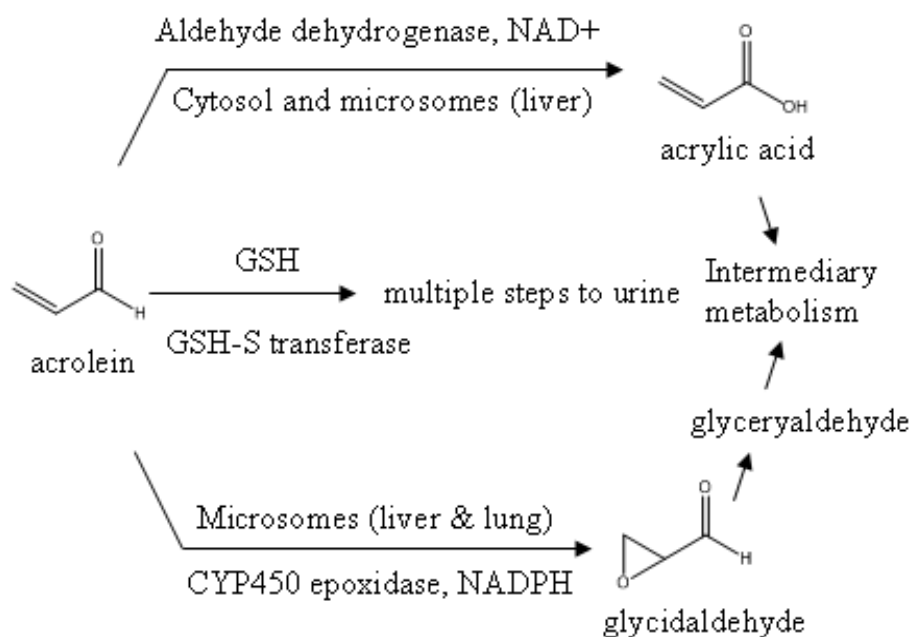 Aldehyde dehydrogenase, NAD+
Cytosol and microsomes (liver)
O
OH
acrylic acid
O
H
acrolein
GSH
GSH-S transferase
multiple steps to urine
Intermediary
metabolism
glyceryaldehyde
Microsomes (liver & lung)
CYP450 epoxidase, NADPH
O
H
O
glycidaldehyde